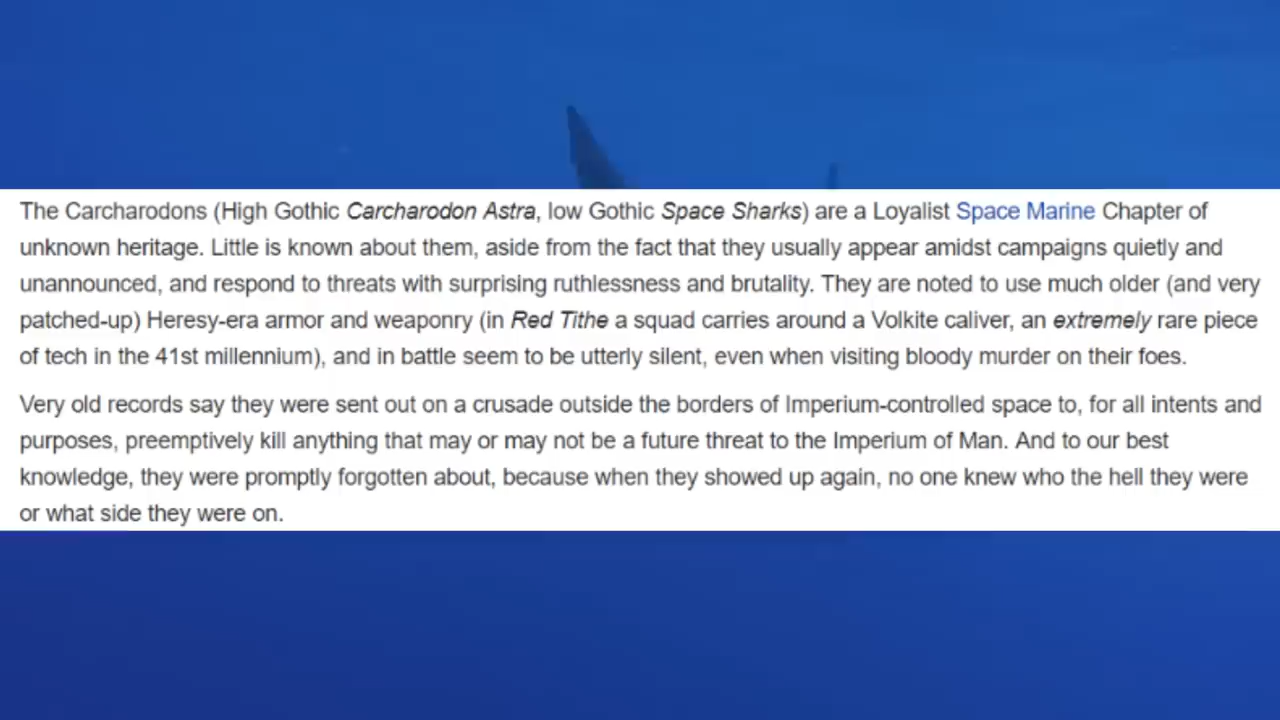 The Carcharodons (High Gothic Carcharodon Astra, low Gothic Space Sharks) are a Loyalist Space Marine Chapter of
unknown heritage. Little is known about them, aside from the fact that they usually appear amidst campaigns quietly and
unannounced, and respond to threats with surprising ruthlessness and brutality. They are noted to use much older (and very
patched-up) Heresy-era armor and weaponry (in Red Tithe a squad carries around a Volkite caliver, an extremely rare piece
of tech in the 41st millennium), and in battle seem to be utterly silent, even when visiting bloody murder on their foes.
Very old records say they were sent out on a crusade outside the borders of Imperium-controlled space to, for all intents and
purposes, preemptively kill anything that may or may not be a future threat to the Imperium of Man. And to our best
knowledge, they were promptly forgotten about, because when they showed up again, no one knew who the hell they were
or what side they were on.